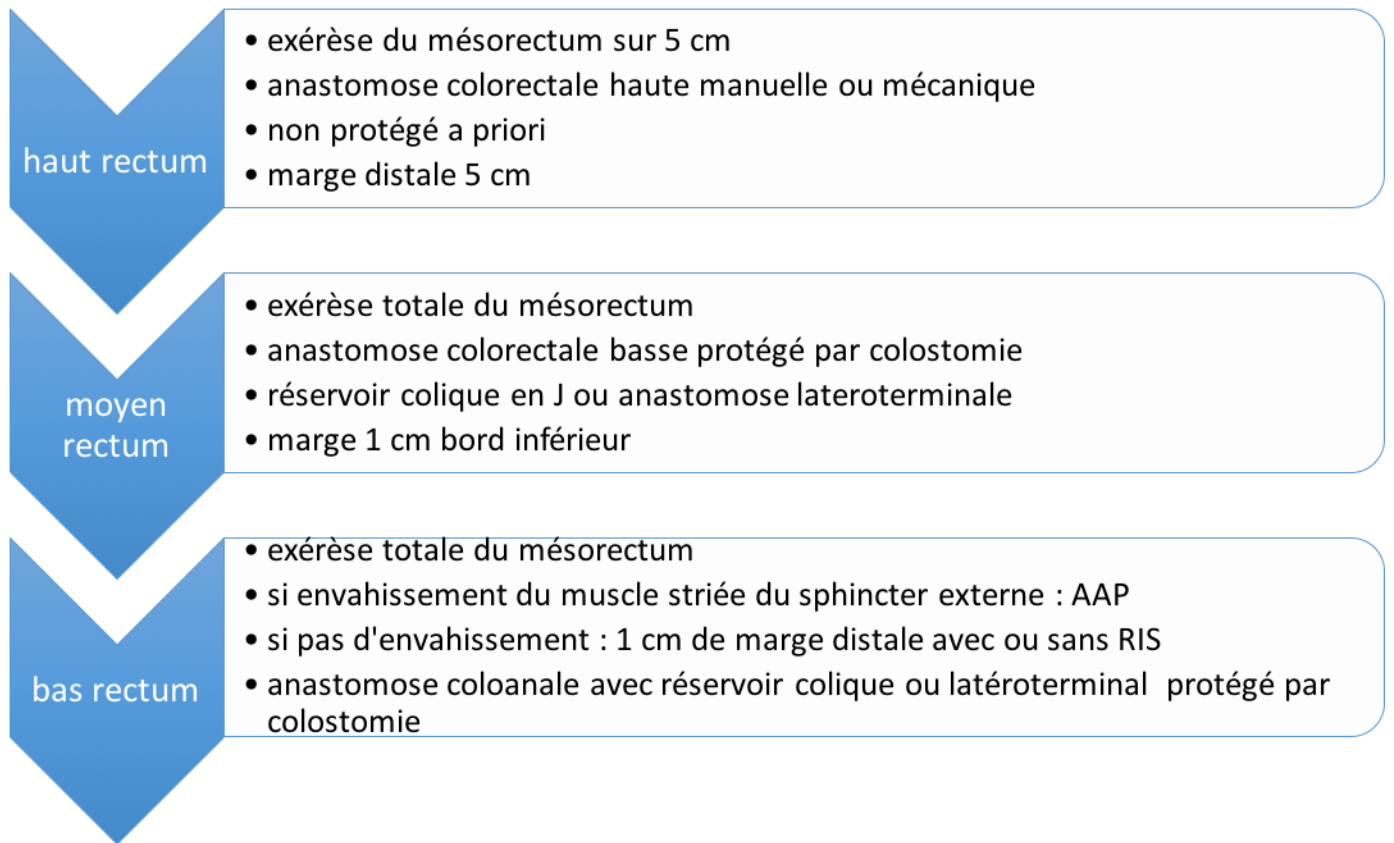 haut rectum
• exérèse du mésorectum sur 5 cm
• anastomose colorectale haute manuelle ou mécanique
• non protégé a priori
• marge distale 5 cm
moyen
rectum
• exérèse totale du mésorectum
• anastomose colorectale basse protégé par colostomie
• réservoir colique en J ou anastomose lateroterminale
• marge 1 cm bord inférieur
bas rectum
• exérèse totale du mésorectum
• si envahissement du muscle striée du sphincter externe : AAP
• si pas d'envahissement : 1 cm de marge distale avec ou sans RIS
• anastomose coloanale avec réservoir colique ou latéroterminal protégé par
colostomie